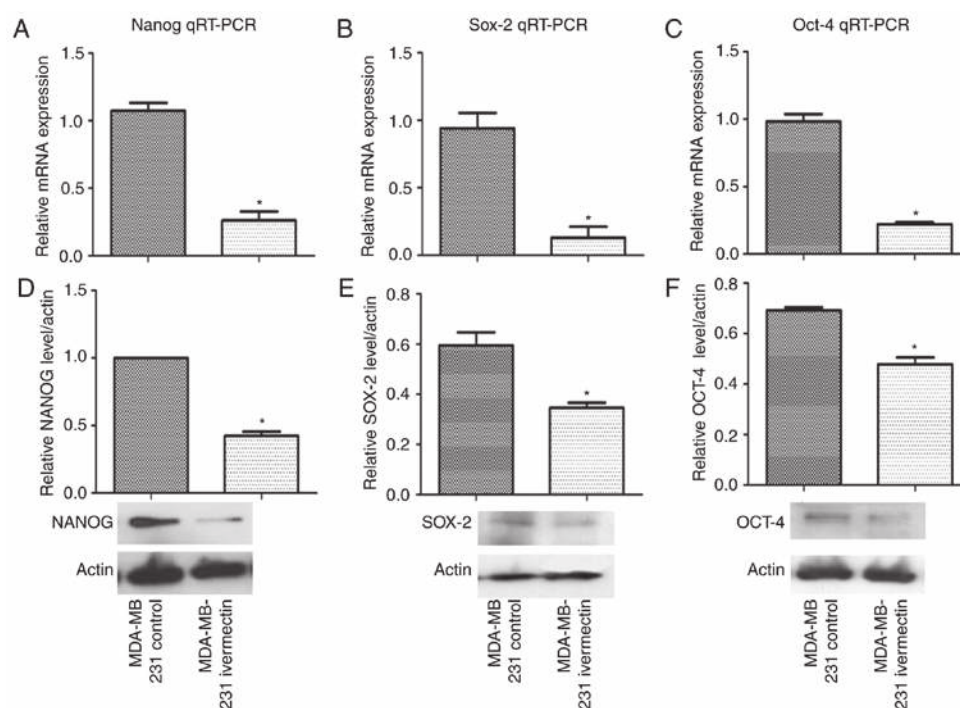 A
Nanog qRT-PCR
Relative mRNA expression
1.5
1.0
0.5
0.0
*
B
Sox-2 qRT-PCR
Relative mRNA expression
1.5
1.0
0.5
0.0
*
C
Oct-4 qRT-PCR
Relative mRNA expression
1.5
1.0
0.5
0.0
*
D
Relative NANOG level/actin
1.5
1.0
0.5
0.0
*
E
Relative SOX-2 level/actin
0.8
0.6
0.4
0.2
0.0
*
F
Relative OCT-4 level/actin
0.8
0.6
0.4
0.2
0.0
*
NANOG
Actin
MDA-MB
231 control
MDA-MB-
231 ivermectin
SOX-2
Actin
MDA-MB
231 control
MDA-MB-
231 ivermectin
OCT-4
Actin
MDA-MB
231 control
MDA-MB-
231 ivermectin